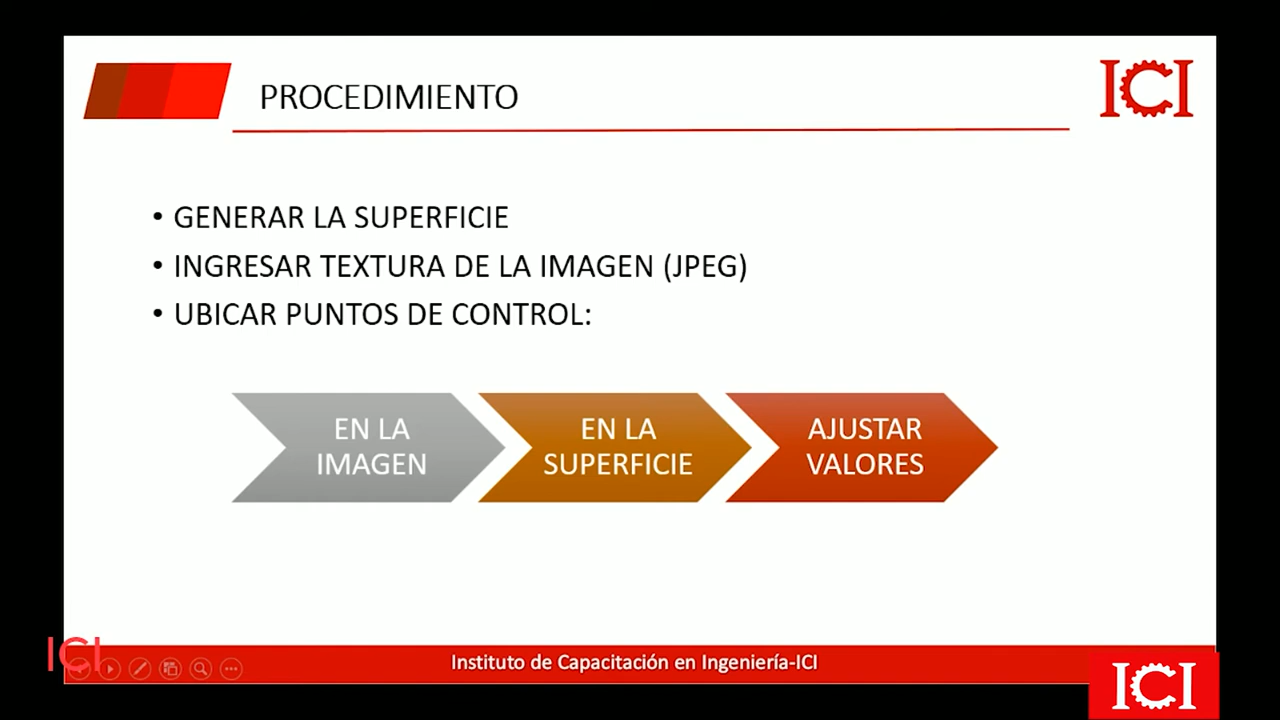 PROCEDIMIENTO
ICI
• GENERAR LA SUPERFICIE
• INGRESAR TEXTURA DE LA IMAGEN (JPEG)
• UBICAR PUNTOS DE CONTROL:
EN LA
IMAGEN
EN LA
SUPERFICIE
AJUSTAR
VALORES
ICI
Instituto de Capacitación en Ingeniería-ICI
ICI